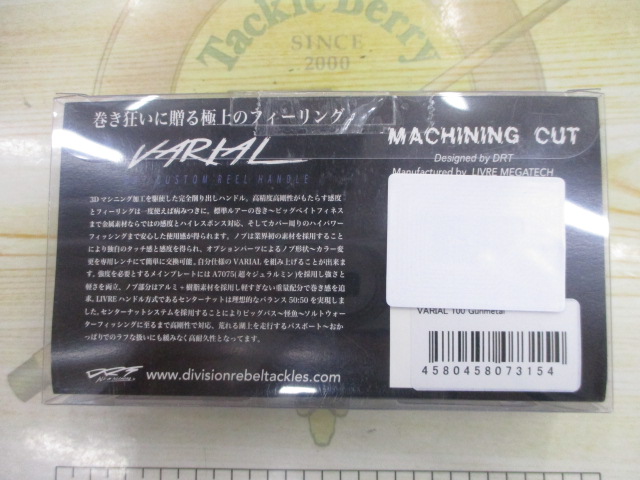 Tackle Berry
SINCE
2000
巻き狂いに贈る極上のフィーリング
VARIAL
CUSTOM REEL HANDLE
3Dマシニング加工を駆使した完全削り出しハンドル。高精度高剛性がもたらす感度
とフィーリングは一度使えば病みつきに。標準ルアーの巻き〜ビッグベイトフィネス
まで金属素材ならではの感度とハイレスポンス対応、そしてカバー周りのハイパワー
フィッシングまで安心した使用感が得られます。ノブは業界初の素材を採用すること
により独自のタッチ感と感度を得られ、オプションパーツによるノブ形状〜カラー変
更を専用レンチにて簡単に交換可能。自分仕様のVARIALを組み上げることが出来ま
す。強度を必要とするメインプレートにはA7075(超々ジュラルミン)を採用し強さと
軽さを両立。ノブ部分はアルミ+樹脂素材を採用し軽すぎない重量配分で巻き感を追
求。LIVREハンドル方式であるセンターナットは理想的なバランス50:50を実現しまし
た。センターナットシステムを採用することによりビッグバス〜怪魚〜ソルトウォー
ターフィッシングに至るまで高剛性で対応、荒れる湖上を走行するバスボート〜おか
っぱりでのラフな扱いにも緩みなく高耐久性となってます。
DRT
www.divisionrebeltackles.com
MACHINING CUT
Designed by DRT
Manufactured by LIVRE MEGATECH
VARIAL 100 Gunmetal
4580458073154